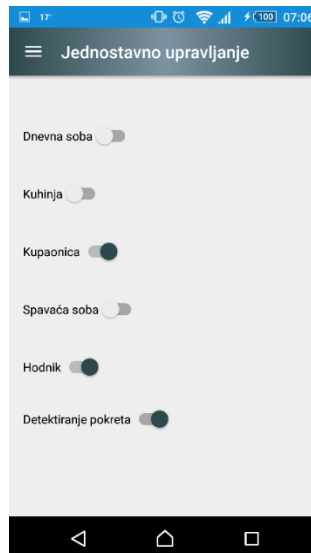 17° 100 07:06
Jednostavno upravljanje
Dnevna soba
Kuhinja
Kupaonica
Spavaća soba
Hodnik
Detektiranje pokreta